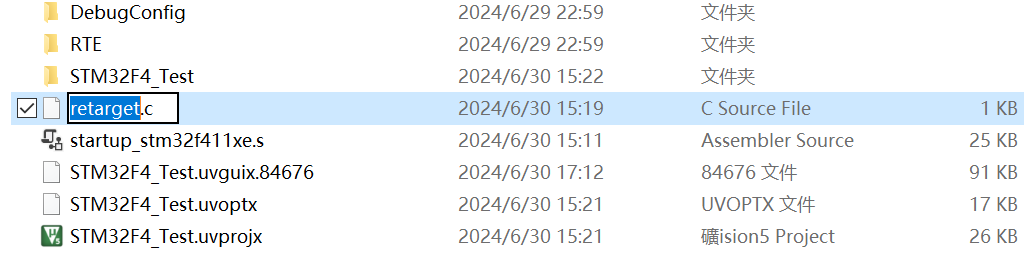 DebugConfig 2024/6/29 22:59 文件夹
RTE 2024/6/29 22:59 文件夹
STM32F4_Test 2024/6/30 15:22 文件夹
retarget.c 2024/6/30 15:19 C Source File 1 KB
startup_stm32f411xe.s 2024/6/30 15:11 Assembler Source 25 KB
STM32F4_Test.uvguix.84676 2024/6/30 17:12 84676 文件 91 KB
STM32F4_Test.uvoptx 2024/6/30 15:21 UVOPTX 文件 17 KB
STM32F4_Test.uvprojx 2024/6/30 15:21 礦ision5 Project 26 KB